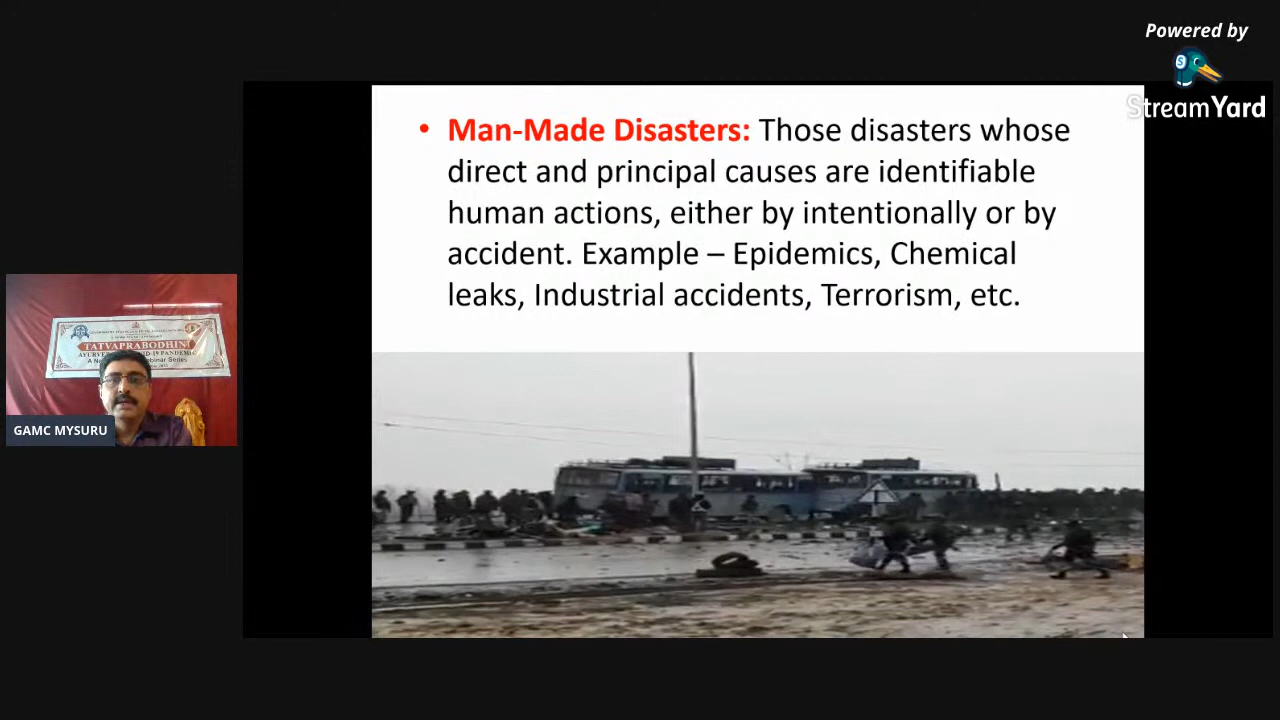 Powered by
StreamYard
• Man-Made Disasters: Those disasters whose
direct and principal causes are identifiable
human actions, either by intentionally or by
accident. Example – Epidemics, Chemical
leaks, Industrial accidents, Terrorism, etc.
TATVAPRABODHINI
GAMC MYSURU